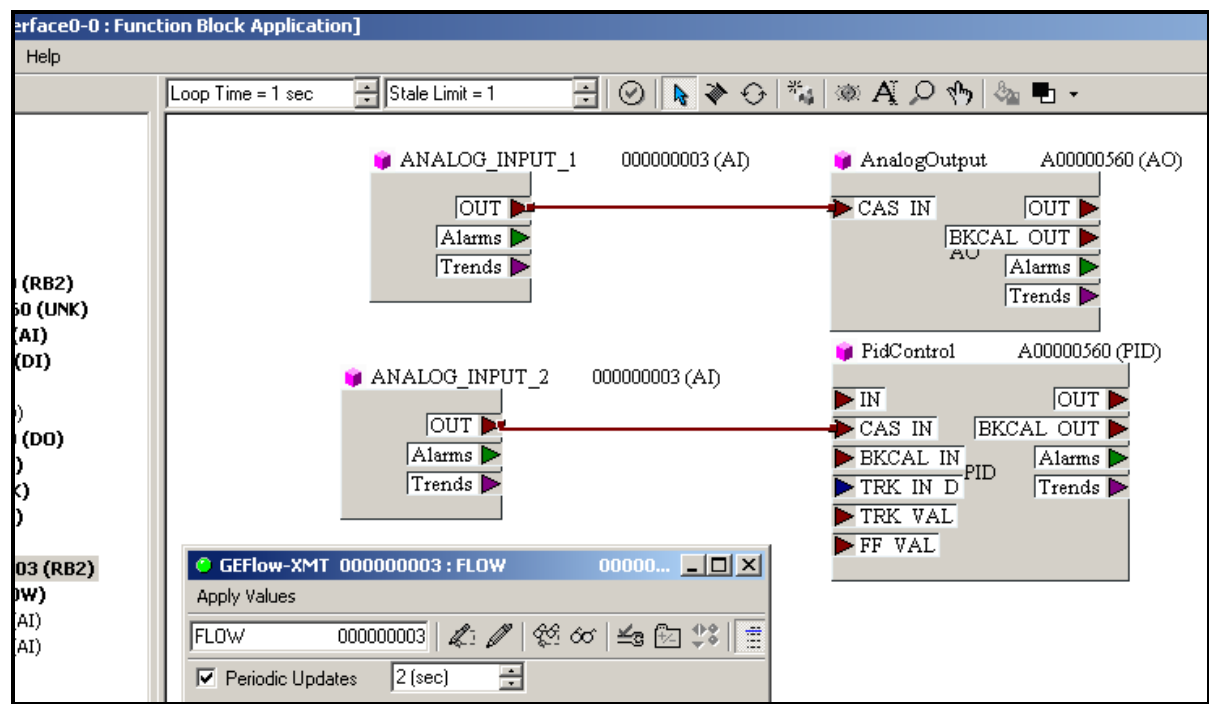 erface0-0 : Function Block Application]
Help
Loop Time = 1 sec
Stale Limit = 1
ANALOG_INPUT_1 000000003 (AI)
OUT
Alarms
Trends
AnalogOutput A00000560 (AO)
CAS IN
OUT
BKCAL OUT
AO
Alarms
Trends
ANALOG_INPUT_2 000000003 (AI)
OUT
Alarms
Trends
PidControl A00000560 (PID)
IN
CAS IN
BKCAL IN
TRK IN D
TRK VAL
FF VAL
PID
OUT
BKCAL OUT
Alarms
Trends
(RB2)
60 (UNK)
(AI)
(DI)
)
(DO)
)
K)
)
03 (RB2)
OW)
(AI)
(AI)
GEFlow-XMT 000000003 : FLOW 00000...
Apply Values
FLOW 000000003
Periodic Updates 2 (sec)